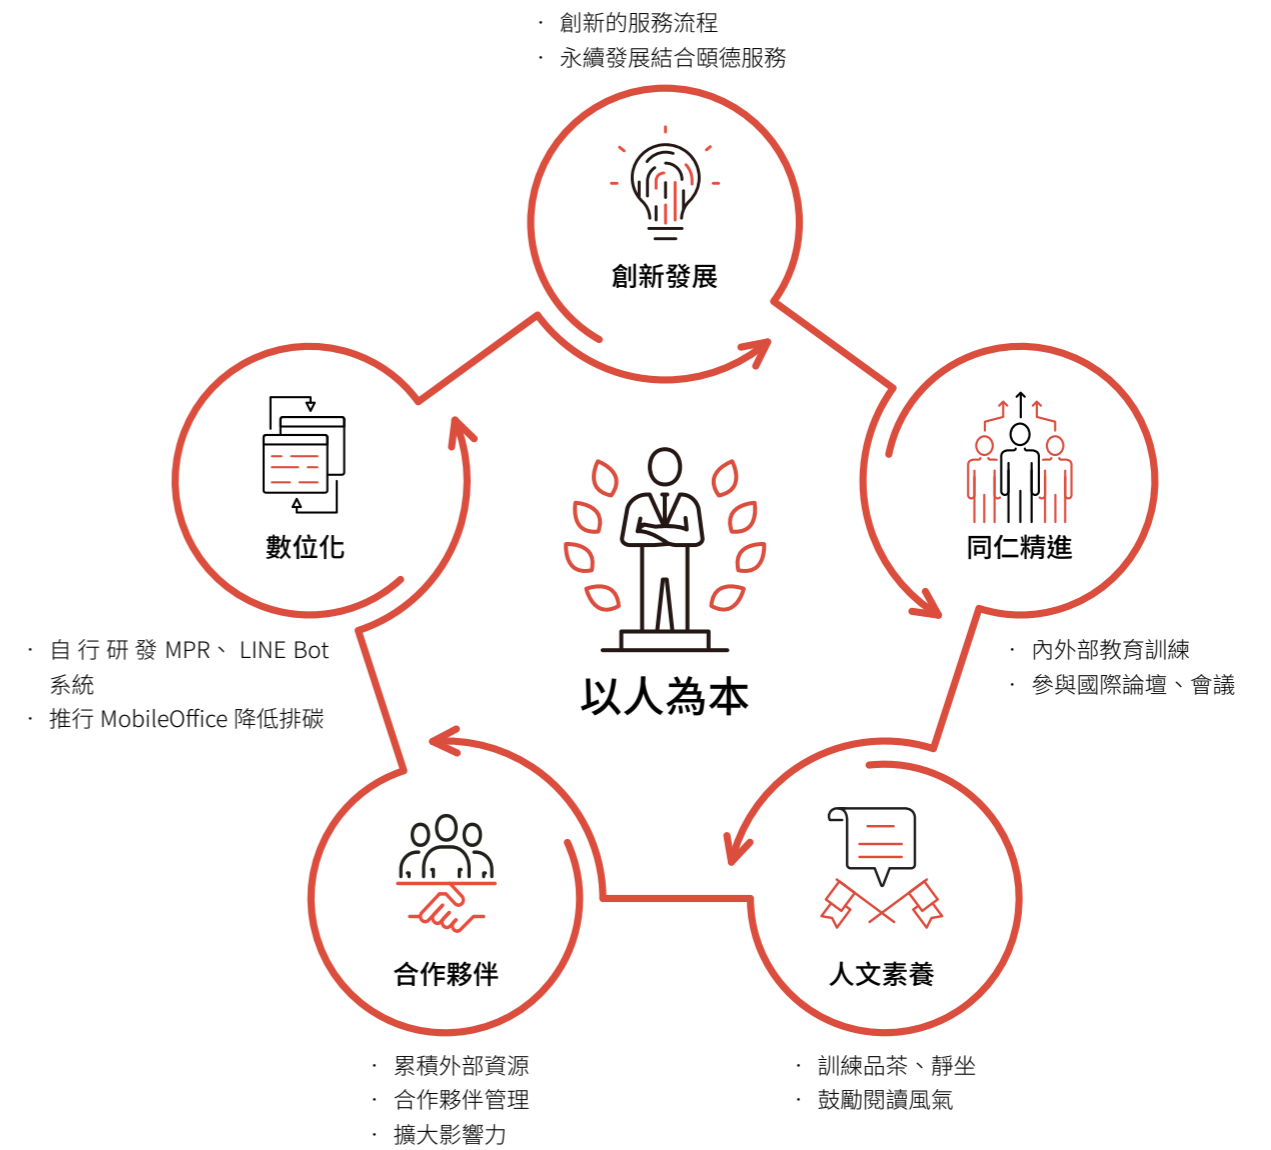 · 創新的服務流程
· 永續發展結合頤德服務
創新發展
數位化
· 自行研發 MPR、 LINE Bot
系統
· 推行 MobileOffice 降低排碳
同仁精進
· 內外部教育訓練
· 參與國際論壇、會議
以人為本
合作夥伴
· 累積外部資源
· 合作夥伴管理
· 擴大影響力
人文素養
· 訓練品茶、靜坐
· 鼓勵閱讀風氣